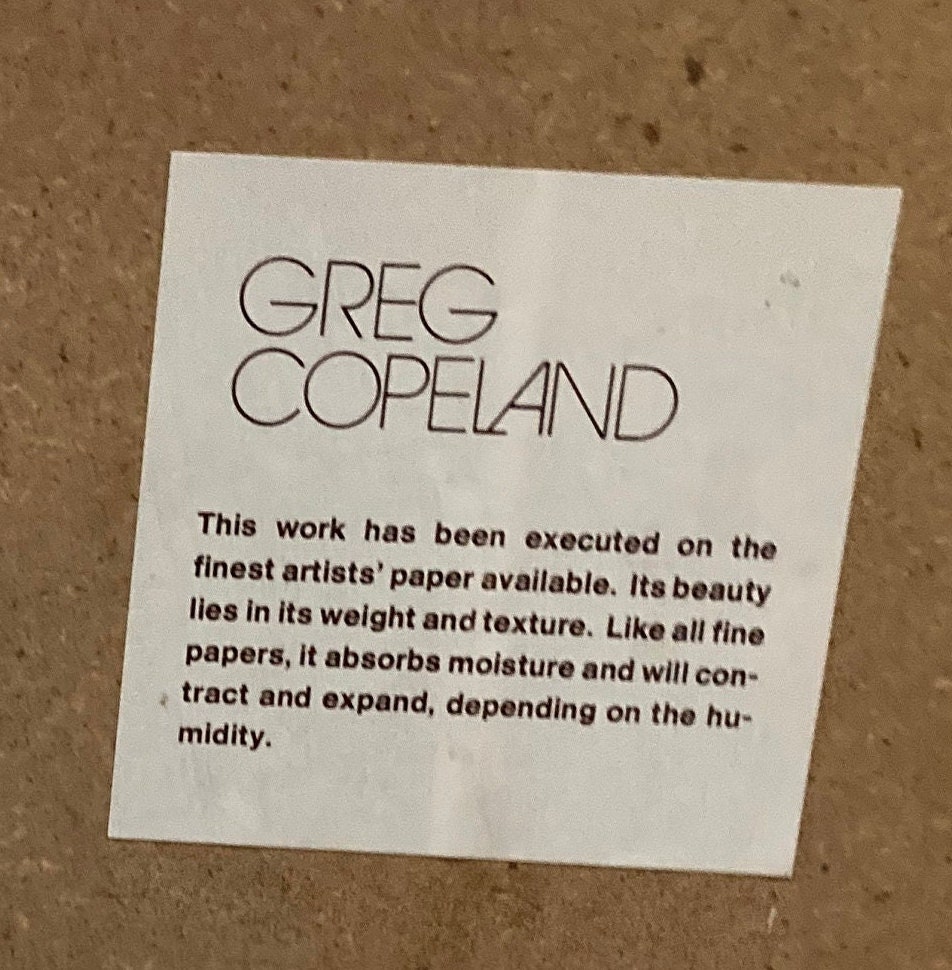 GREG
COPELAND
This work has been executed on the
finest artists' paper available. Its beauty
lies in its weight and texture. Like all fine
papers, it absorbs moisture and will con-
tract and expand, depending on the hu-
midity.